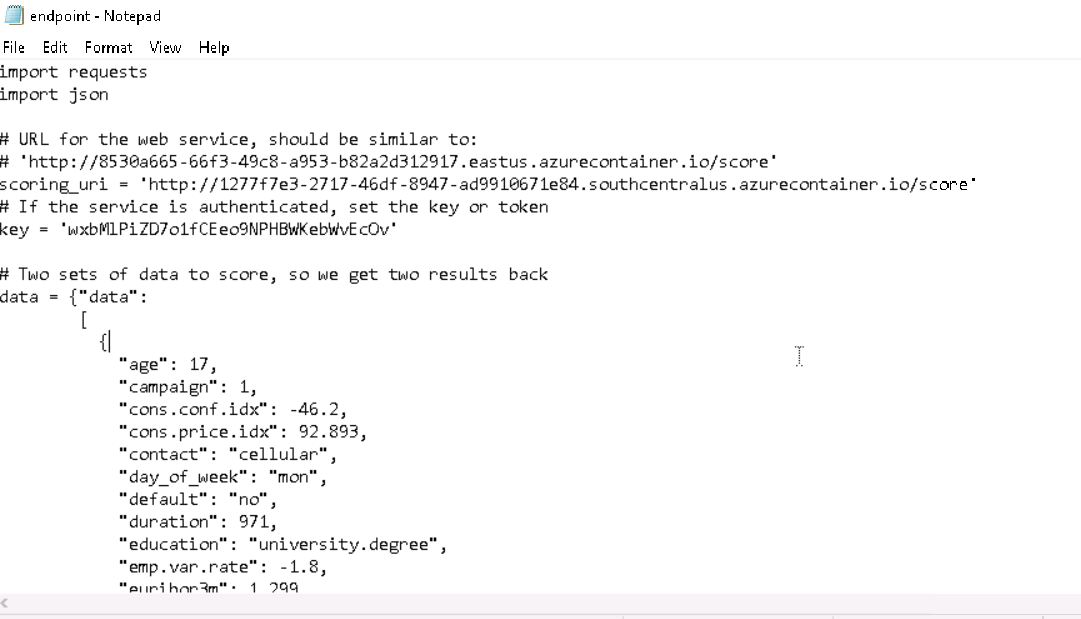 endpoint - Notepad
File Edit Format View Help
import requests
import json
# URL for the web service, should be similar to:
# 'http://8530a665-66f3-49c8-a953-b82a2d312917.eastus.azurecontainer.io/score'
scoring_uri = 'http://1277f7e3-2717-46df-8947-ad9910671e84.southcentralus.azurecontainer.io/score'
# If the service is authenticated, set the key or token
key = 'wxbMlPiZD7o1fCEeo9NPHBWKebWvEcOv'
# Two sets of data to score, so we get two results back
data = {"data":
[
{
"age": 17,
"campaign": 1,
"cons.conf.idx": -46.2,
"cons.price.idx": 92.893,
"contact": "cellular",
"day_of_week": "mon",
"default": "no",
"duration": 971,
"education": "university.degree",
"emp.var.rate": -1.8,
"euribor3m": 1.299